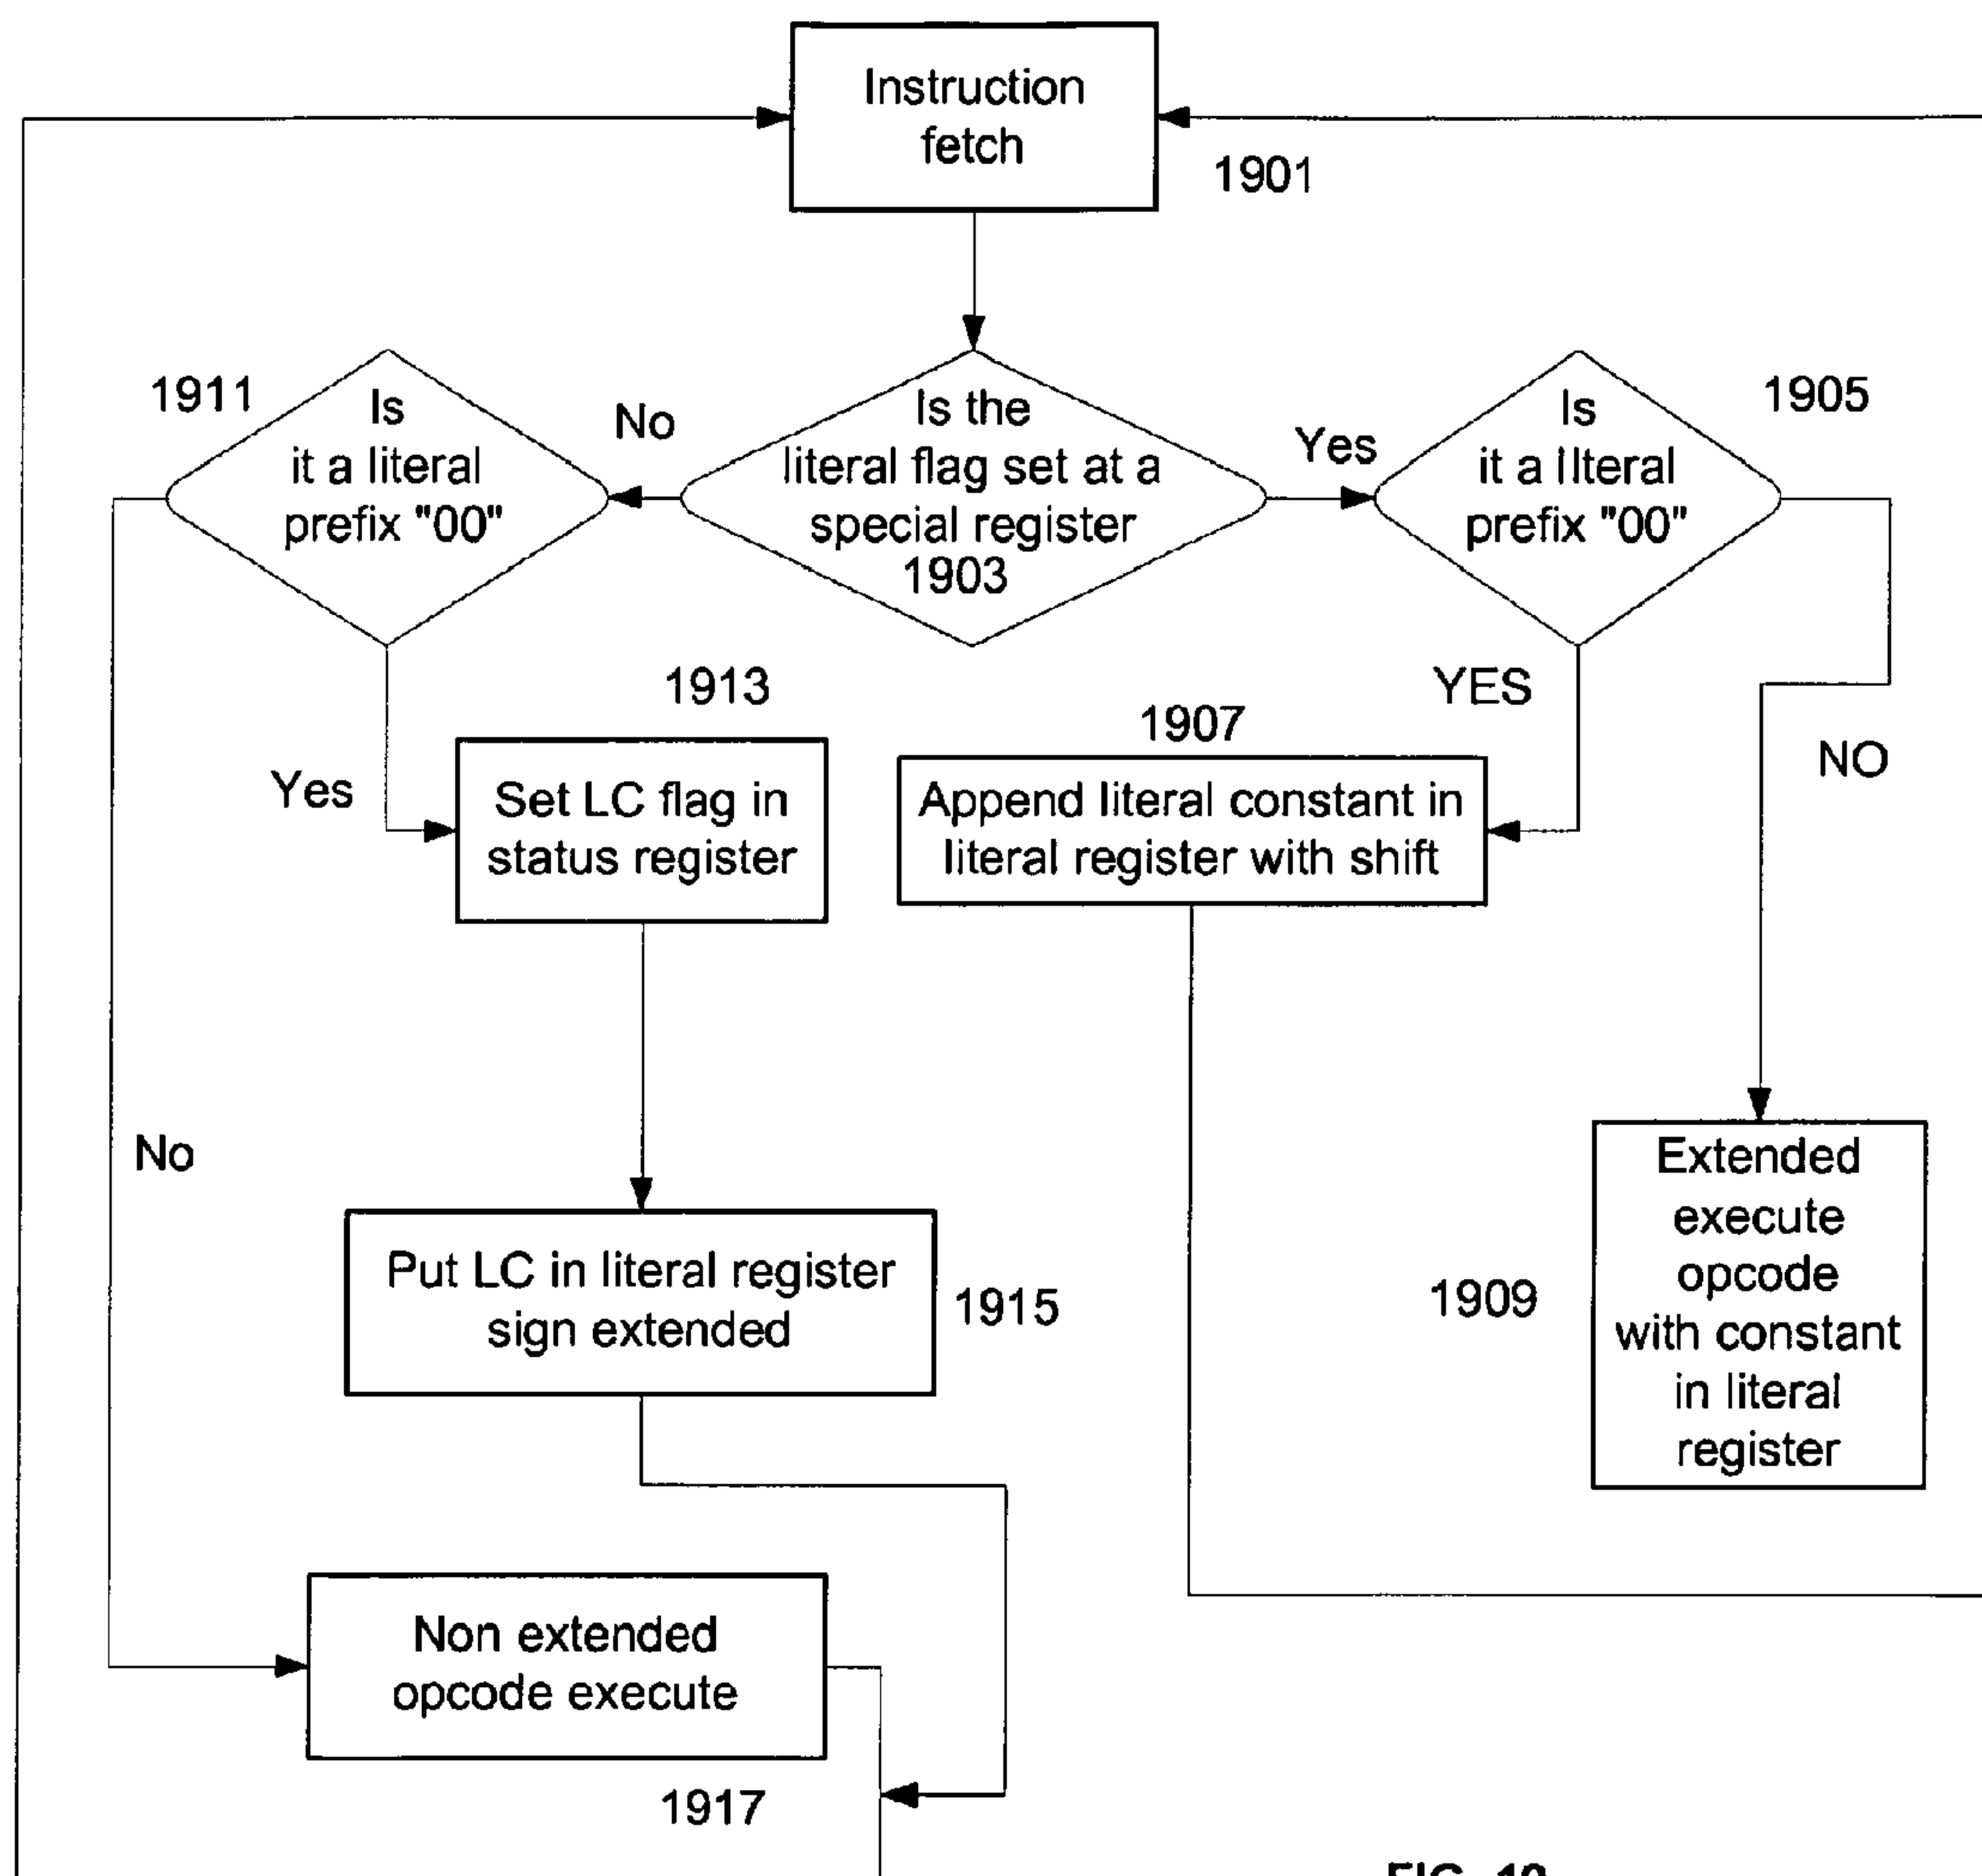 Instruction
fetch
1901
1911
Is
it a literal
prefix "00"
No
Is the
literal flag set at a
special register
1903
Yes
Is
it a lIteral
prefix "00"
1905
1913
YES
1907
NO
Yes
Set LC flag in
status register
Append literal constant in
literal register with shift
No
Put LC in literal register
sign extended
1915
1909
Extended
execute
opcode
with constant
in literal
register
Non extended
opcode execute
1917